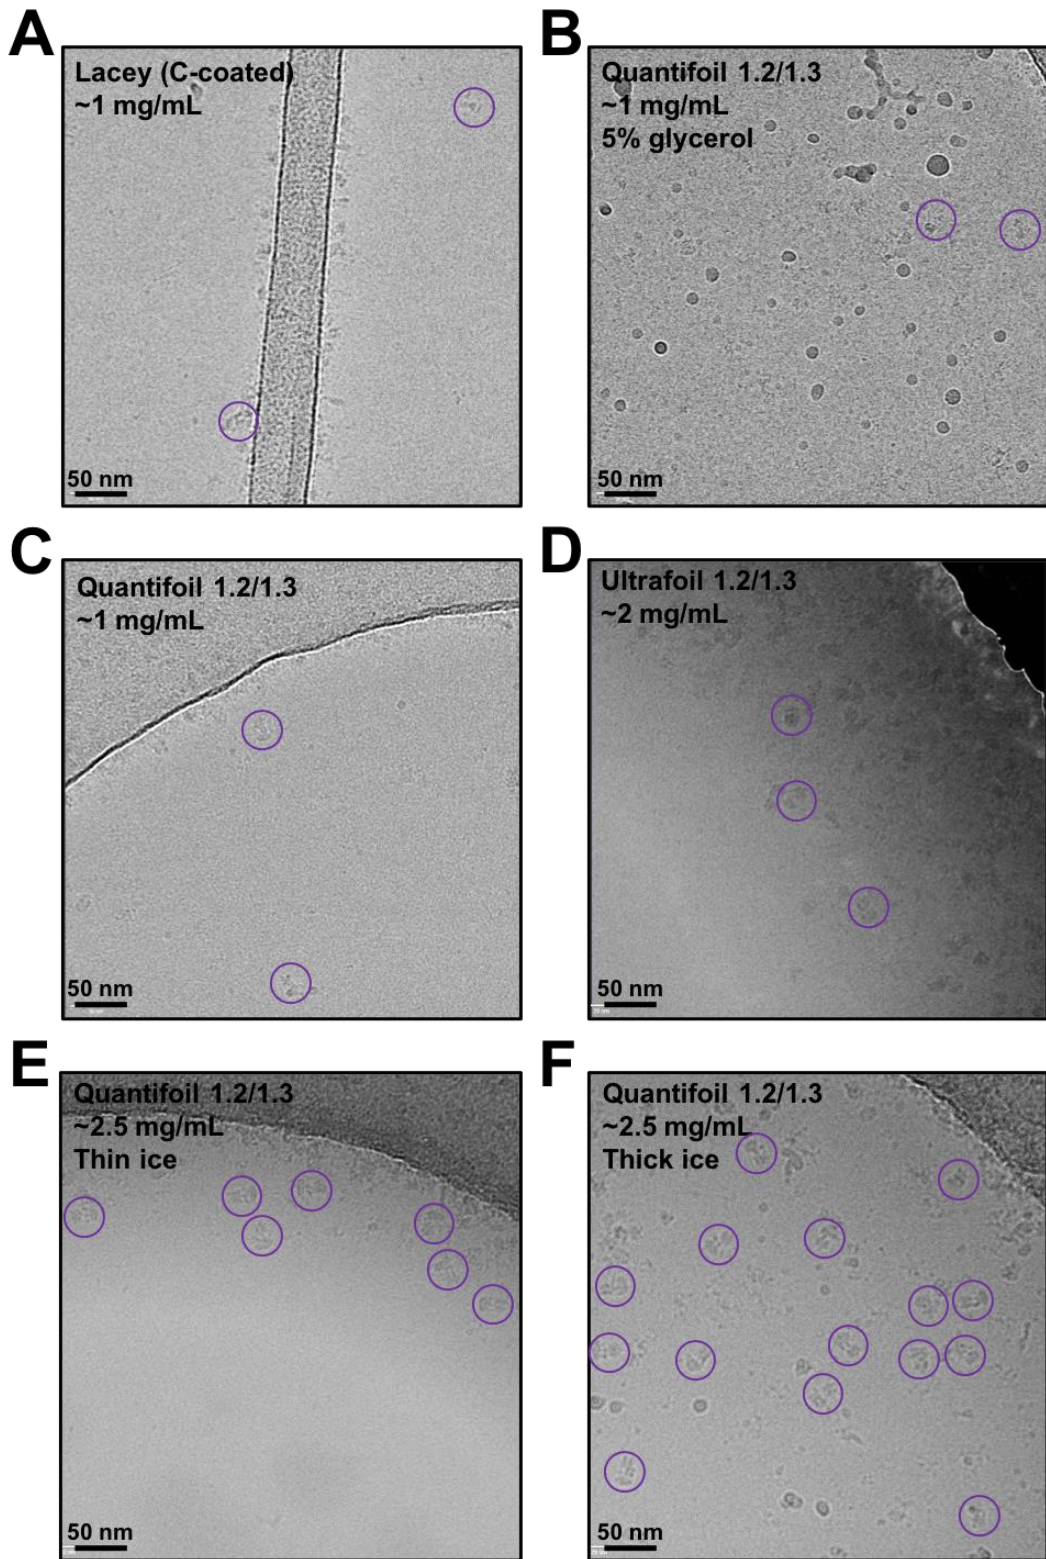 A
Lacey (C-coated)
~1 mg/mL
50 nm
B
Quantifoil 1.2/1.3
~1 mg/mL
5% glycerol
50 nm
C
Quantifoil 1.2/1.3
~1 mg/mL
50 nm
D
Ultrafoil 1.2/1.3
~2 mg/mL
50 nm
E
Quantifoil 1.2/1.3
~2.5 mg/mL
Thin ice
50 nm
F
Quantifoil 1.2/1.3
~2.5 mg/mL
Thick ice
50 nm